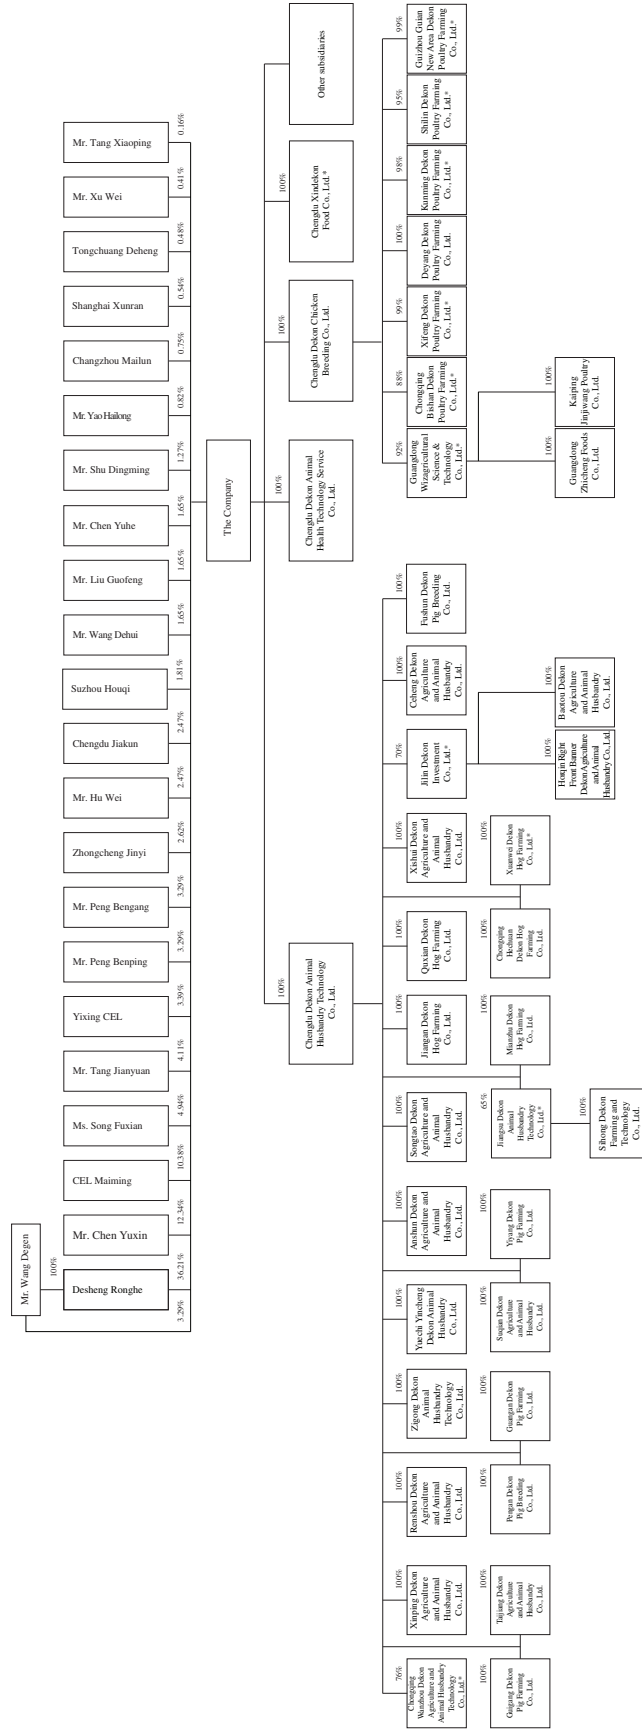 Mr. Wang Degen
100%
Desheng Ronghe
Mr. Chen Yuxin
CEL Maiming
Ms. Song Fuxian
Mr. Tang Jianyuan
Yixing CEL
Mr. Peng Benping
Mr. Peng Bengang
Zhongcheng Jinyi
Mr. Hu Wei
Chengdu Jiakun
Suzhou Houqi
Mr. Wang Dehui
Mr. Liu Guofeng
Mr. Chen Yuhe
Mr. Shu Dingming
Mr. Yao Hailong
Changzhou Mailun
Shanghai Xunran
Tongchuang Deheng
Mr. Xu Wei
Mr. Tang Xiaoping
3.29%
36.21%
12.34%
10.38%
4.94%
4.11%
3.39%
3.29%
3.29%
2.62%
2.47%
2.47%
1.81%
1.65%
1.65%
1.65%
1.27%
0.82%
0.75%
0.54%
0.48%
0.41%
0.16%
The Company
100%
Chengdu Dekon Animal
Husbandry Technology
Co., Ltd.
100%
Chengdu Dekon Animal
Health Technology Service
Co., Ltd.
100%
Chengdu Dekon Chicken
Breeding Co., Ltd.
100%
Chengdu Xindekon
Food Co., Ltd.*
Other subsidiaries
76%
Chongqing
Wanzhou Dekon
Agriculture and
Animal Husbandry
Technology
Co., Ltd.*
100%
Xinping Dekon
Agriculture
and Animal
Husbandry
Co., Ltd.
100%
Renshou Dekon
Agriculture
and Animal
Husbandry
Co., Ltd.
100%
Zigong Dekon
Animal
Husbandry
Technology
Co., Ltd.
100%
Yuechi Yincheng
Dekon Animal
Husbandry
Co., Ltd.
100%
Anshun Dekon
Agriculture and
Animal
Husbandry
Co., Ltd.
100%
Songtao Dekon
Agriculture and
Animal
Husbandry
Co., Ltd.
100%
Jiangan Dekon
Hog Farming
Co., Ltd.
100%
Quxian Dekon
Hog Farming
Co., Ltd.
100%
Xishui Dekon
Agriculture and
Animal
Husbandry
Co., Ltd.
70%
Jilin Dekon
Investment
Co., Ltd.*
100%
Ceheng Dekon
Agriculture
and Animal
Husbandry
Co., Ltd.
100%
Fushun Dekon
Pig Breeding
Co., Ltd.
92%
Guangdong
Wizagricultural
Science &
Technology
Co., Ltd.*
88%
Chongqing
Bishan Dekon
Poultry Farming
Co., Ltd.*
99%
Xifeng Dekon
Poultry Farming
Co., Ltd.*
100%
Deyang Dekon
Poultry Farming
Co., Ltd.
98%
Kunming Dekon
Poultry Farming
Co., Ltd.*
95%
Shilin Dekon
Poultry Farming
Co., Ltd.*
99%
Guizhou Guian
New Area Dekon
Poultry Farming
Co., Ltd.*
100%
Guigang Dekon
Pig Farming
Co., Ltd.
100%
Taijiang Dekon
Agriculture
and Animal
Husbandry
Co., Ltd.
100%
Pengan Dekon
Pig Breeding
Co., Ltd.
100%
Guangan Dekon
Pig Farming
Co., Ltd.
100%
Suqian Dekon
Agriculture
and Animal
Husbandry
Co., Ltd.
100%
Yiyang Dekon
Pig Farming
Co., Ltd.
65%
Jiangsu Dekon
Animal
Husbandry
Technology
Co., Ltd.*
100%
Mianzhu Dekon
Hog Farming
Co., Ltd.
100%
Chongqing
Hechuan
Dekon Hog
Farming
Co., Ltd.
100%
Xuanwei Dekon
Hog Farming
Co., Ltd.*
100%
Sihong Dekon
Farming and
Technology
Co., Ltd.
100%
Horqin Right
Front Banner
Dekon Agriculture
and Animal
Husbandry Co., Ltd.
100%
Baotou Dekon
Agriculture
and Animal
Husbandry
Co., Ltd.
100%
Guangdong
Zhicheng Foods
Co., Ltd.
100%
Kaiping
Jinjiwang Poultry
Co., Ltd.